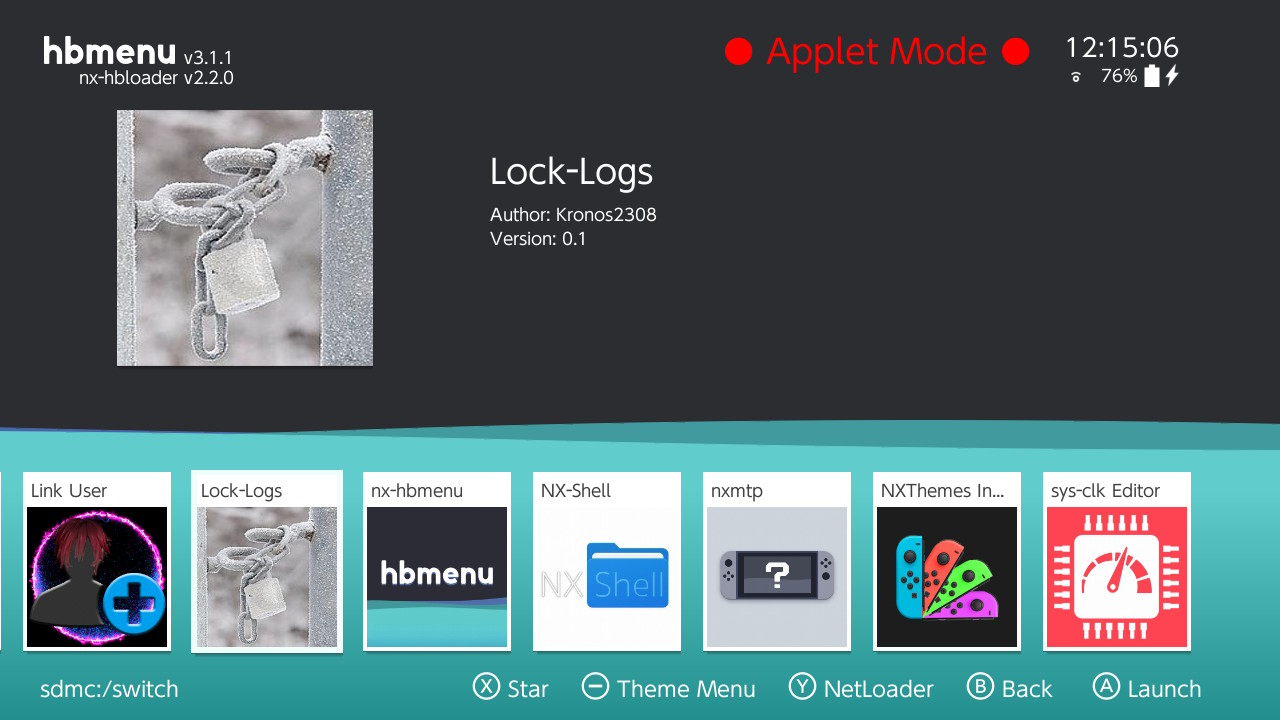 hbmenu v3.1.1
nx-hbloader v2.2.0
Applet Mode
12:15:06
76%
Lock-Logs
Author: Kronos2308
Version: 0.1
Link User
Lock-Logs
nx-hbmenu
NX-Shell
nxmtp
NXThemes In...
sys-clk Editor
hbmenu
NX Shell
?
sdmc:/switch
X Star
Theme Menu
Y NetLoader
B Back
A Launch